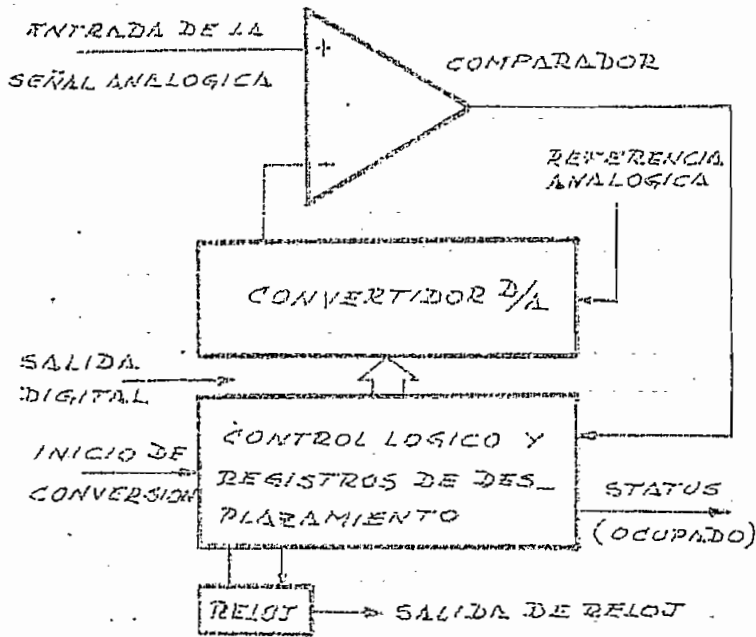 ENTRADA DE LA
SEÑAL ANALOGICA
+
COMPARADOR
-
REFERENCIA
ANALOGICA
CONVERTIDOR D/A
SALIDA
DIGITAL
CONTROL LOGICO Y
REGISTROS DE DES_
PLAZAMIENTO
INICIO DE
CONVERSION
STATUS
(OCUPADO)
RELOJ
SALIDA DE RELOJ